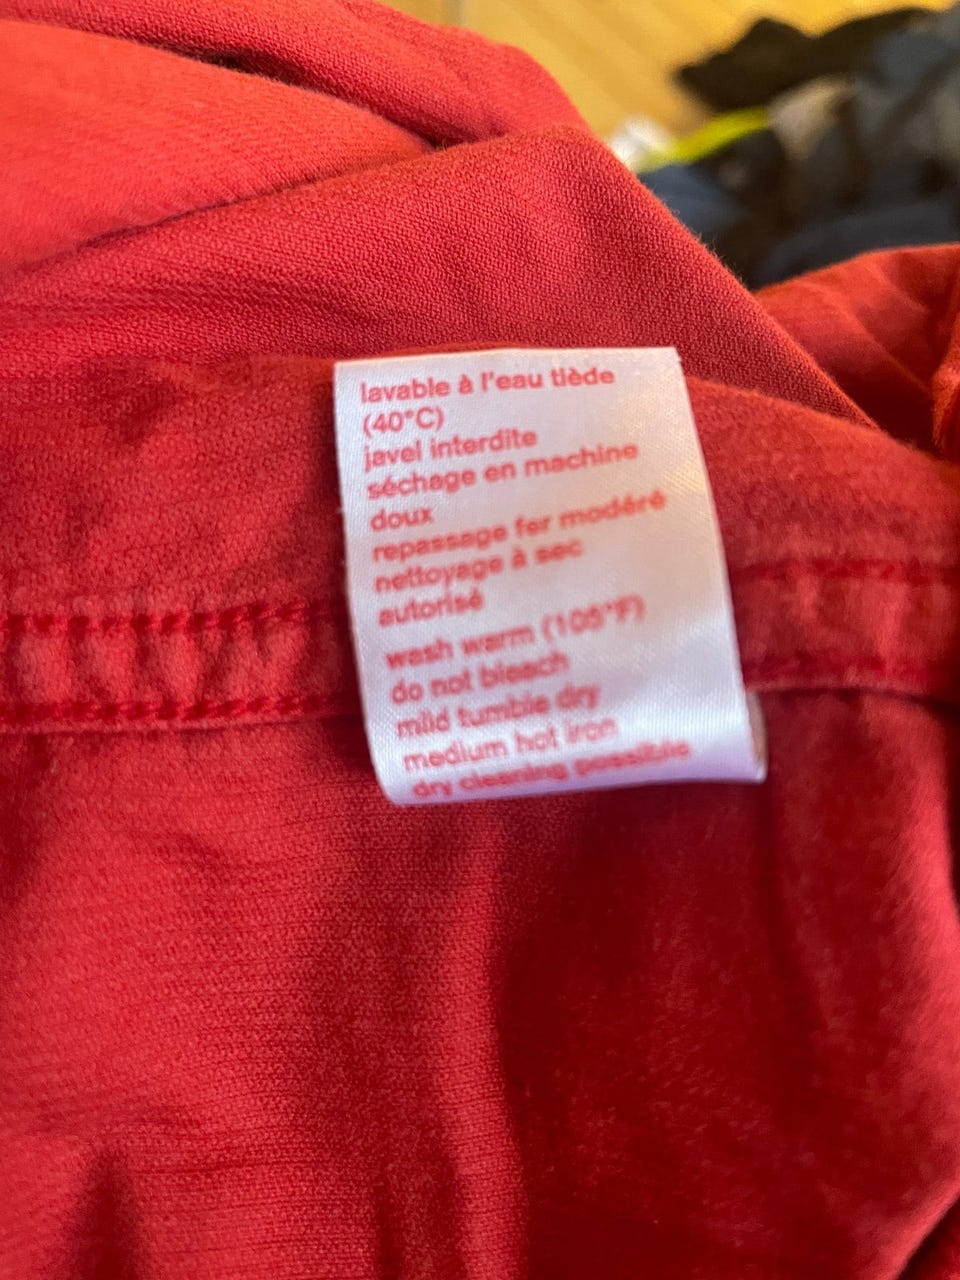 lavable à l'eau tiède
(40°C)
javel interdite
séchage en machine
doux
repassage fer modéré
nettoyage à sec
autorisé
wash warm (105°F)
do not bleach
mild tumble dry
medium hot iron
dry cleaning possible